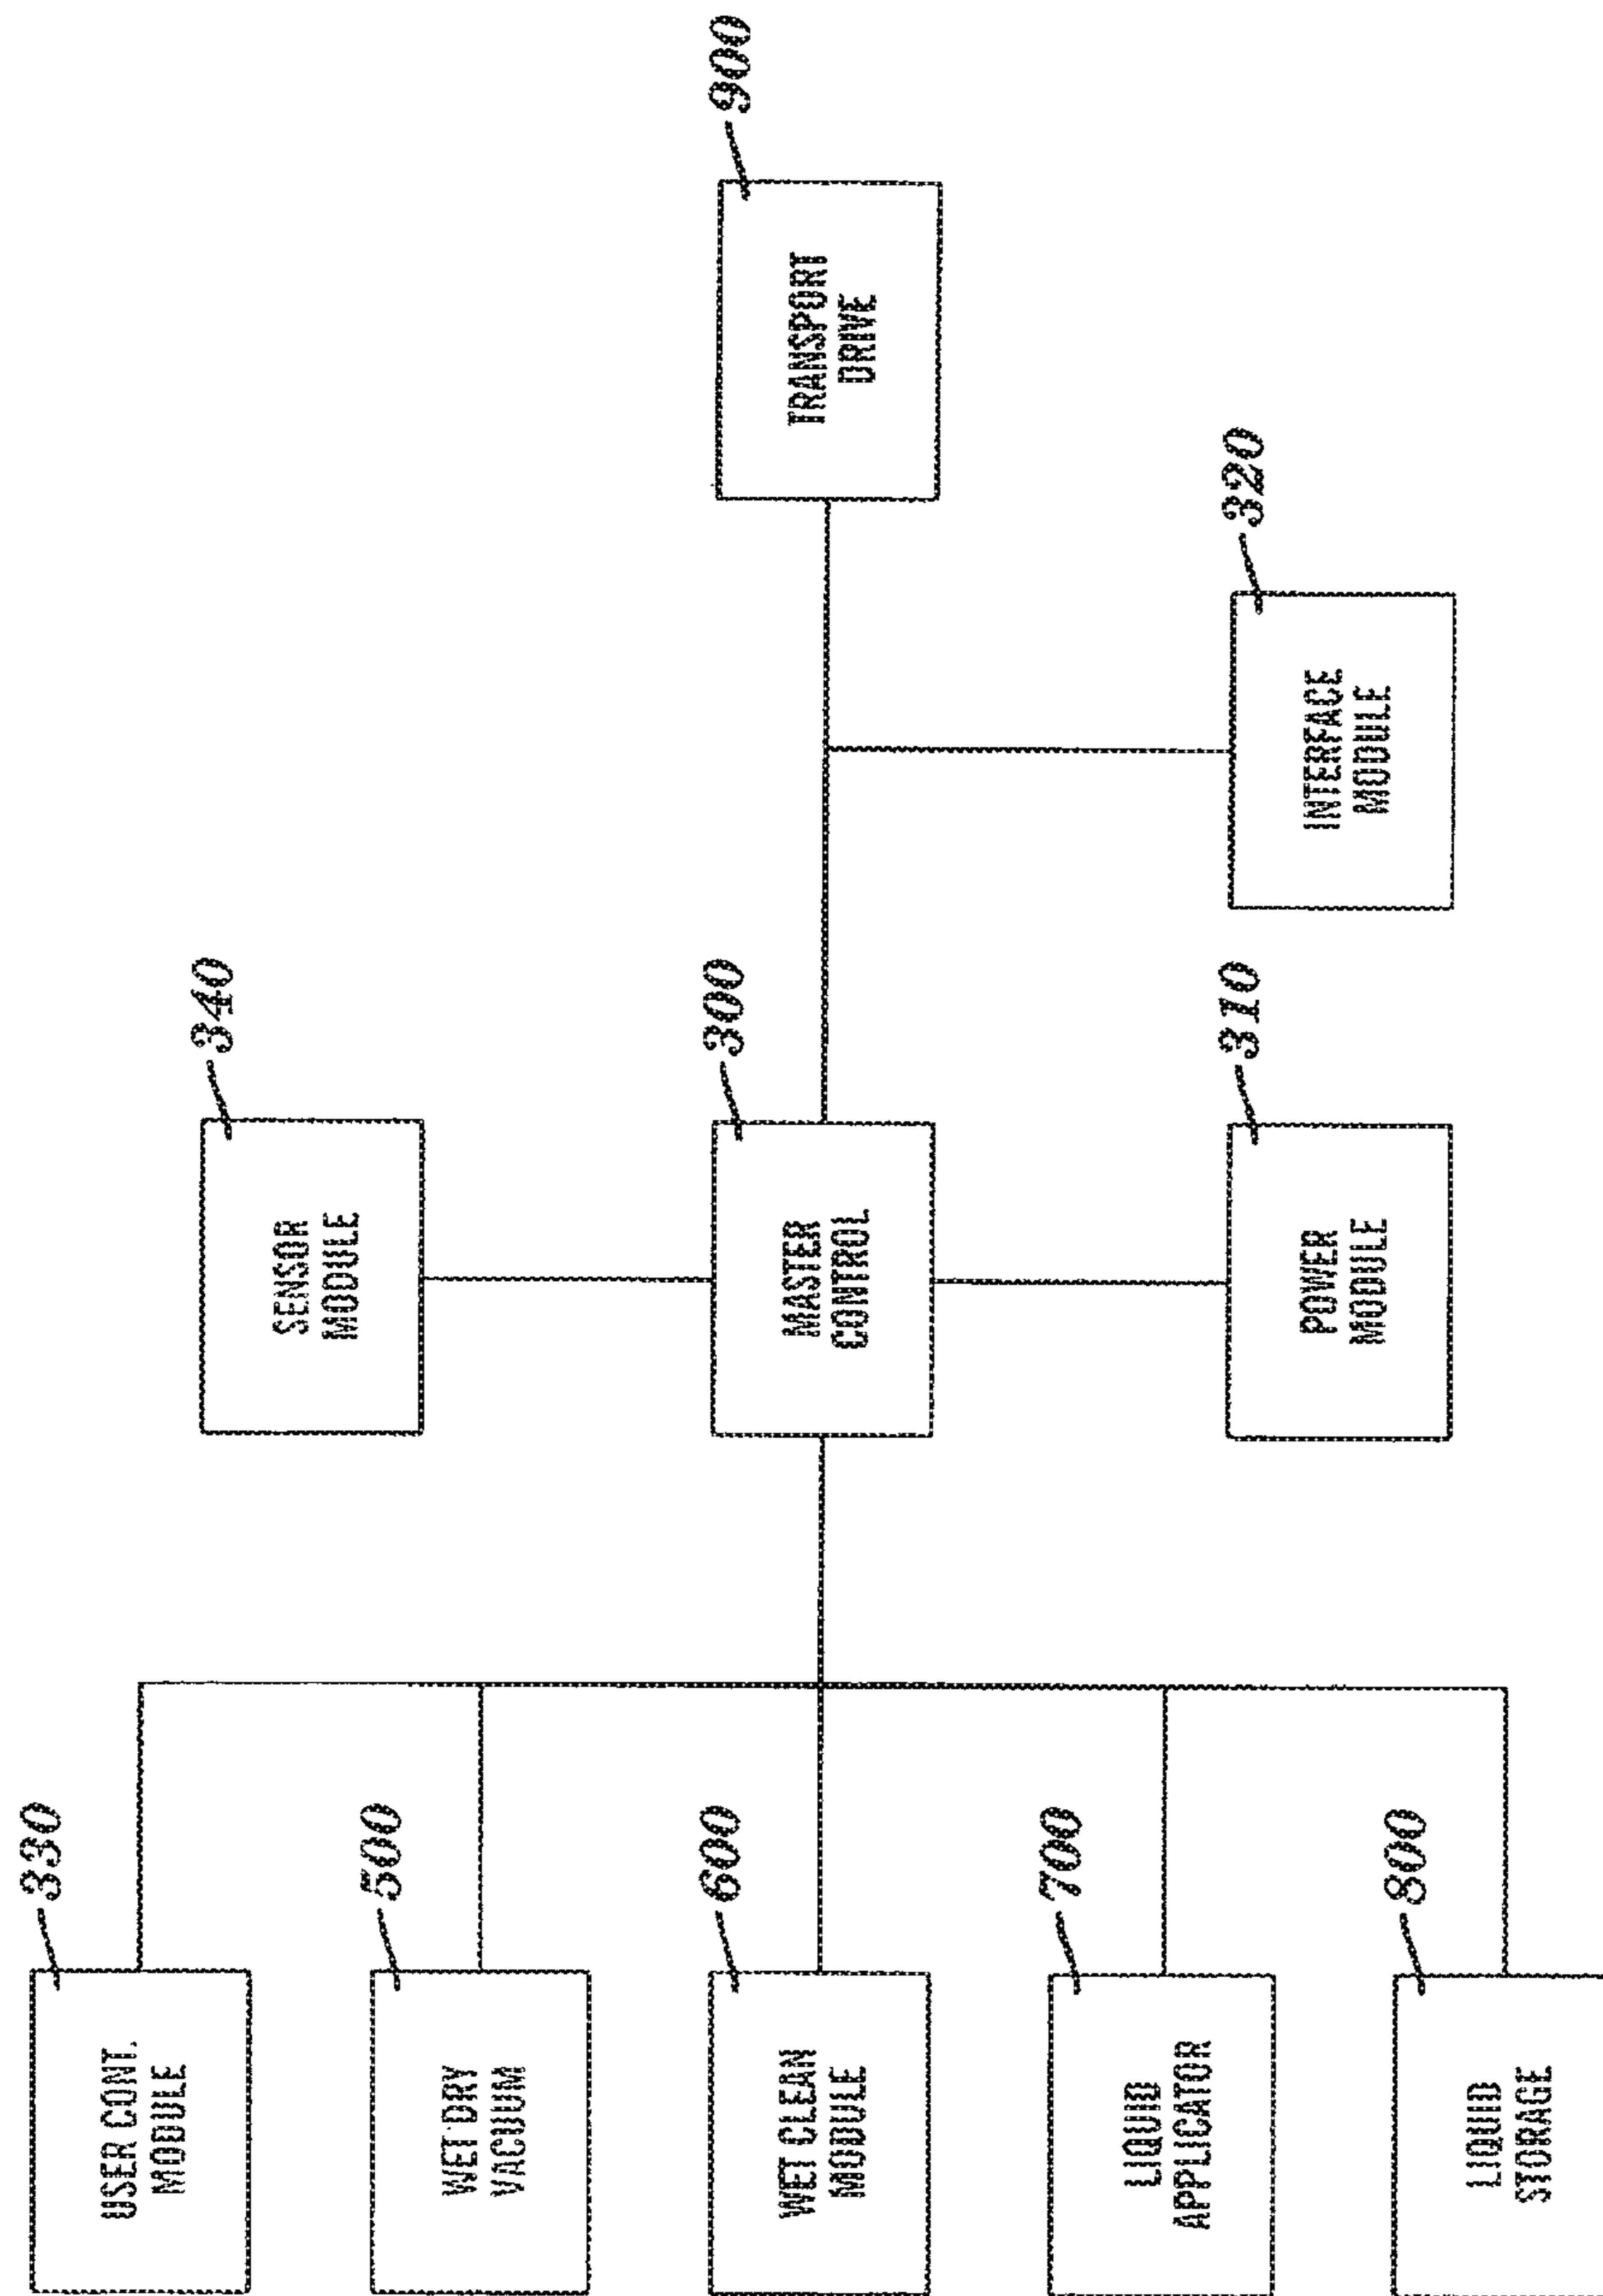 900
TRANSPORT
DRIVE
340
SENSOR
MODULE
300
MASTER
CONTROL
320
INTERFACE
MODULE
310
POWER
MODULE
330
USER CONT.
MODULE
500
WET DRY
VACUUM
600
WET CLEAN
MODULE
700
LIQUID
APPLICATOR
800
LIQUID
STORAGE